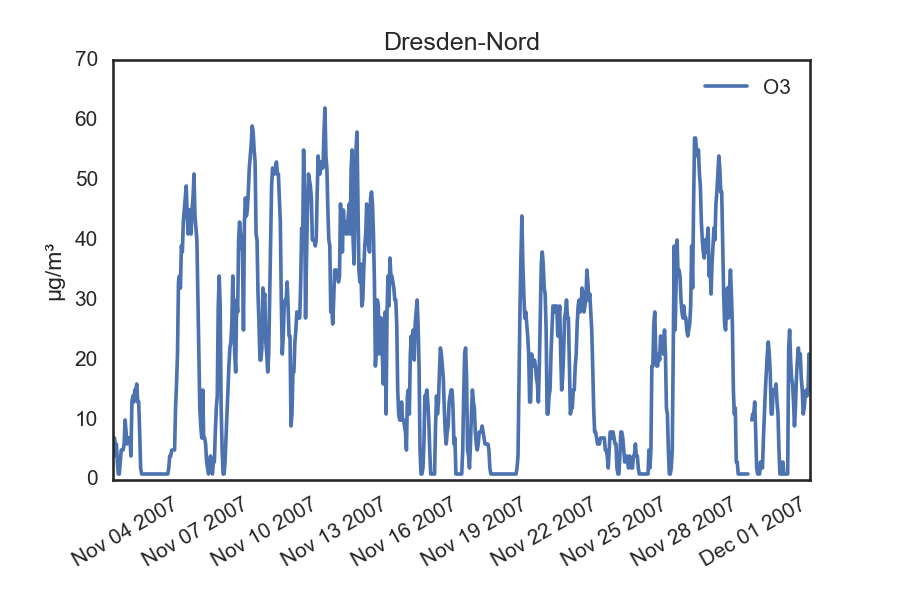 Dresden-Nord
70
60
50
40
30
20
10
0
µg/m³
O3
Nov 04 2007
Nov 07 2007
Nov 10 2007
Nov 13 2007
Nov 16 2007
Nov 19 2007
Nov 22 2007
Nov 25 2007
Nov 28 2007
Dec 01 2007